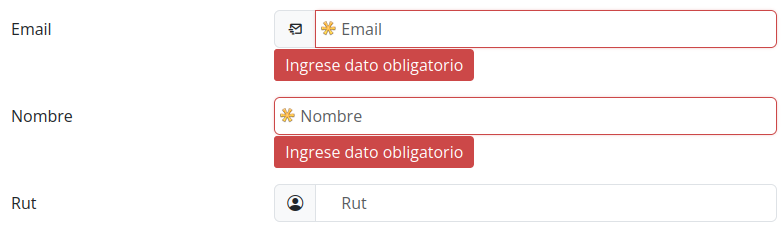 Email
Email
Ingrese dato obligatorio
Nombre
Nombre
Ingrese dato obligatorio
Rut
Rut